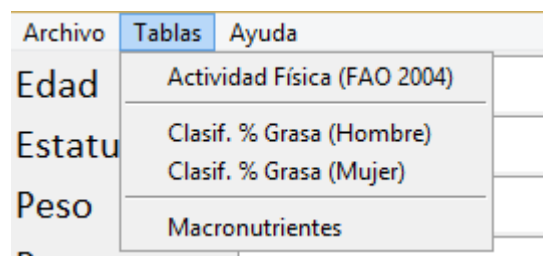 Archivo Tablas Ayuda
Edad
Actividad Física (FAO 2004)
Estatu
Clasif. % Grasa (Hombre)
Clasif. % Grasa (Mujer)
Peso
Macronutrientes